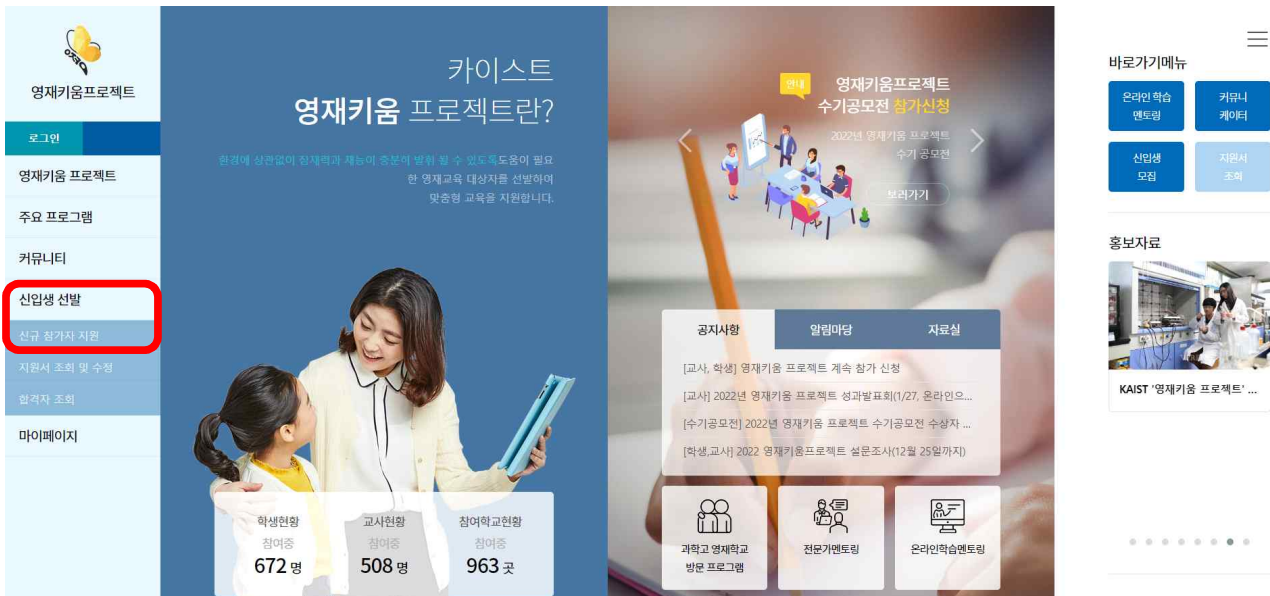 영재키움프로젝트
로그인
영재키움 프로젝트
주요 프로그램
커뮤니티
신입생 선발
신규 참가자 지원
지원서 조회 및 수정
합격자 조회
마이페이지
카이스트
영재키움 프로젝트란?
환경에 상관없이 잠재력과 재능이 충분히 발휘 될 수 있도록도움이 필요
한 영재교육 대상자를 선발하여
맞춤형 교육을 지원합니다.
학생현황
참여중
672 명
교사현황
참여중
508 명
참여학교현황
참여중
963 곳
안내
영재키움프로젝트
수기공모전 참가신청
2022년 영재키움 프로젝트
수기 공모전
보러가기
공지사항
알림마당
자료실
[교사, 학생] 영재키움 프로젝트 계속 참가 신청
[교사] 2022년 영재키움 프로젝트 성과발표회(1/27, 온라인으...
[수기공모전] 2022년 영재키움 프로젝트 수기공모전 수상자 ...
[학생,교사] 2022 영재키움프로젝트 설문조사(12월 25일까지)
과학고 영재학교
방문 프로그램
전문가멘토링
온라인학습멘토링
바로가기메뉴
온라인 학습
멘토링
커뮤니
케이터
신입생
모집
지원서
조회
홍보자료
KAIST '영재키움 프로젝트' ...